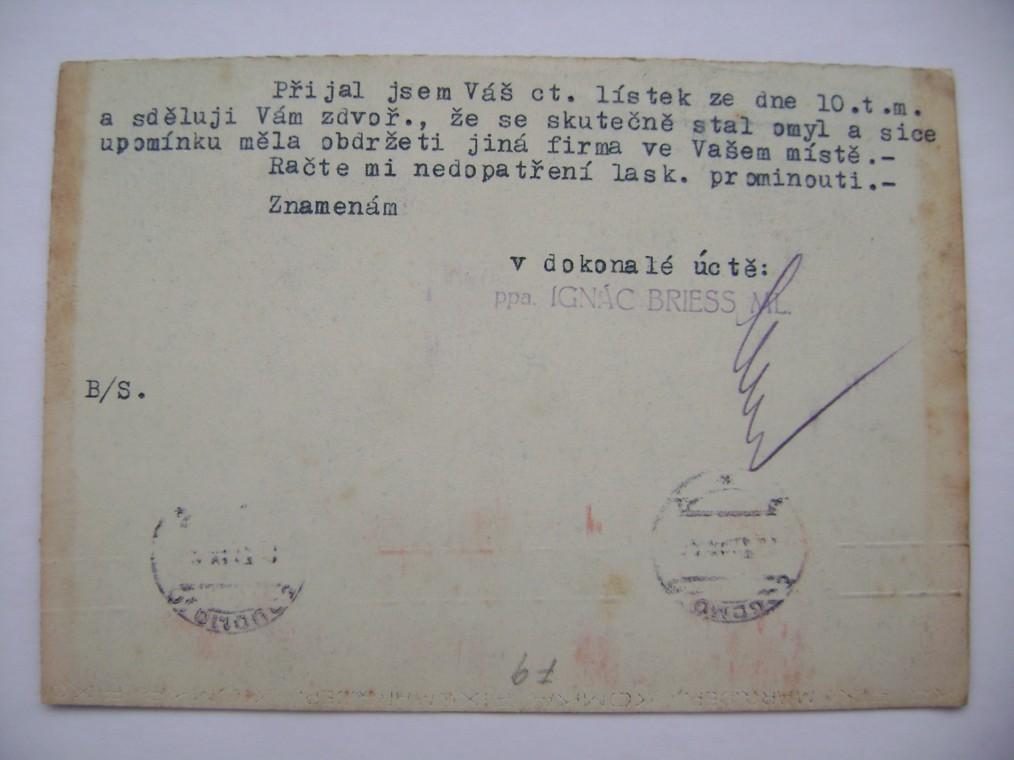 Přijal jsem Váš ct. lístek ze dne 10.t.m.
a sděluji Vám zdvoř., že se skutečně stal omyl a sice
upomínku měla obdržeti jiná firma ve Vašem místě.-
Račte mi nedopatření lask. prominouti.-
Znamenám
v dokonalé úctě:
ppa. IGNÁC BRIESS ML.
B/S.